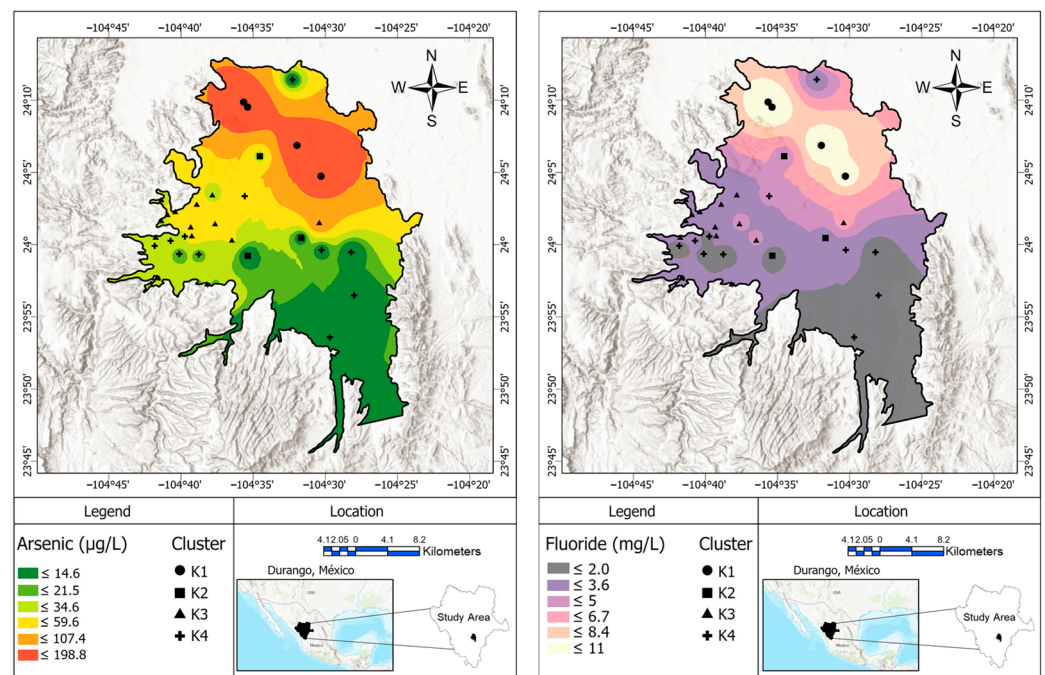 −104°45' −104°40' −104°35' −104°30' −104°25' −104°20'
N
W E
S
24°10' 24°10'
24°5' 24°5'
24° 24°
23°55' 23°55'
23°50' 23°50'
23°45' 23°45'
−104°45' −104°40' −104°35' −104°30' −104°25' −104°20'
Legend
Location
Arsenic (µg/L)
≤ 14.6
≤ 21.5
≤ 34.6
≤ 59.6
≤ 107.4
≤ 198.8
Cluster
K1
K2
K3
K4
4.12.05 0 4.1 8.2
Kilometers
Durango, México
USA
Mexico
Study Area
−104°45' −104°40' −104°35' −104°30' −104°25' −104°20'
N
W E
S
24°10' 24°10'
24°5' 24°5'
24° 24°
23°55' 23°55'
23°50' 23°50'
23°45' 23°45'
−104°45' −104°40' −104°35' −104°30' −104°25' −104°20'
Legend
Location
Fluoride (mg/L)
≤ 2.0
≤ 3.6
≤ 5
≤ 6.7
≤ 8.4
≤ 11
Cluster
K1
K2
K3
K4
4.12.05 0 4.1 8.2
Kilometers
Durango, México
USA
Mexico
Study Area